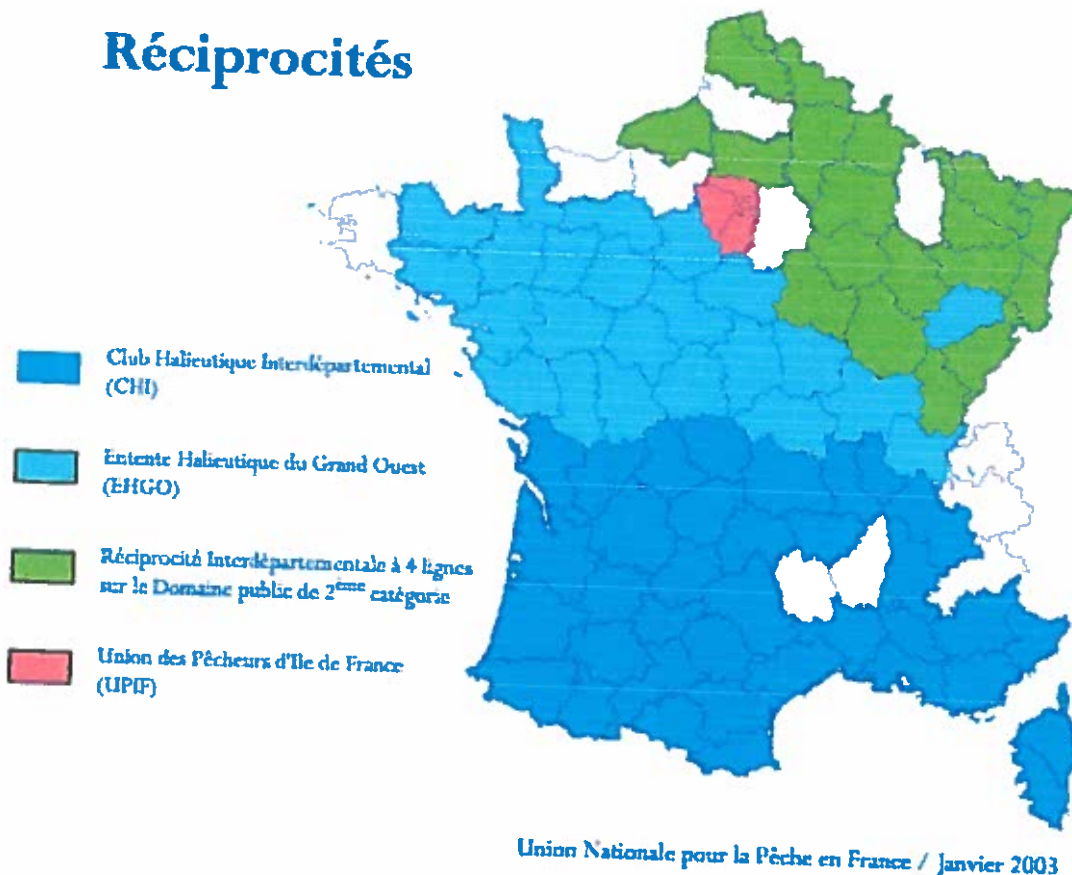 Réciprocités
Club Halieutique Interdépartemental
(CHI)
Entente Halieutique du Grand Ouest
(EHGO)
Réciprocité Interdépartementale à 4 lignes
sur le Domaine public de 2ème catégorie
Union des Pêcheurs d'Ile de France
(UPIF)
Union Nationale pour la Pêche en France / Janvier 2003